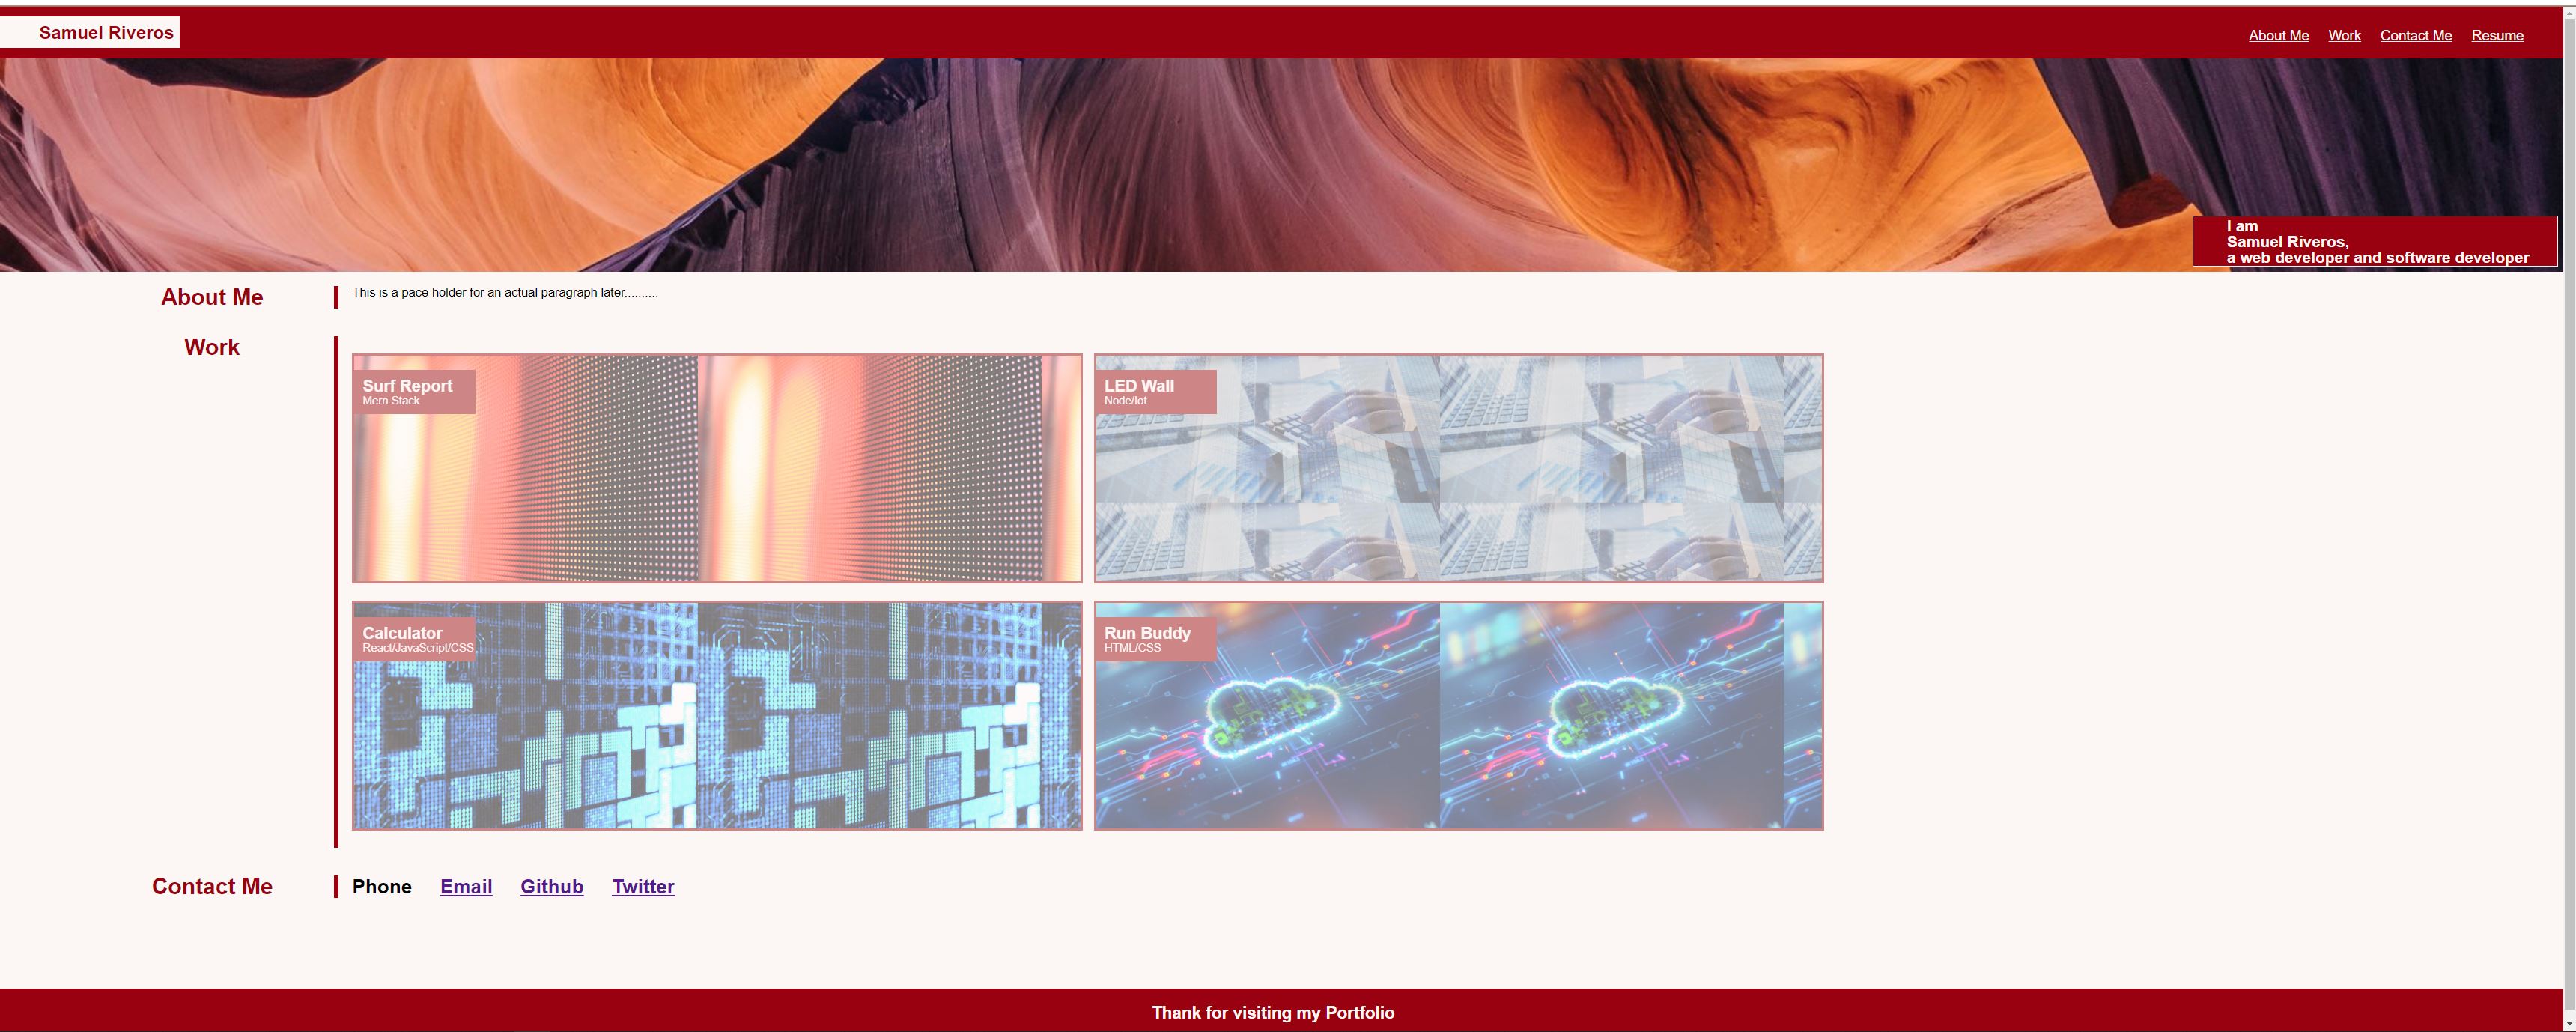 Samuel Riveros
About Me Work Contact Me Resume
I am
Samuel Riveros,
a web developer and software developer
About Me
This is a pace holder for an actual paragraph later..........
Work
Surf Report
Mern Stack
LED Wall
Node/Iot
Calculator
React/JavaScript/CSS
Run Buddy
HTML/CSS
Contact Me
Phone Email Github Twitter
Thank for visiting my Portfolio